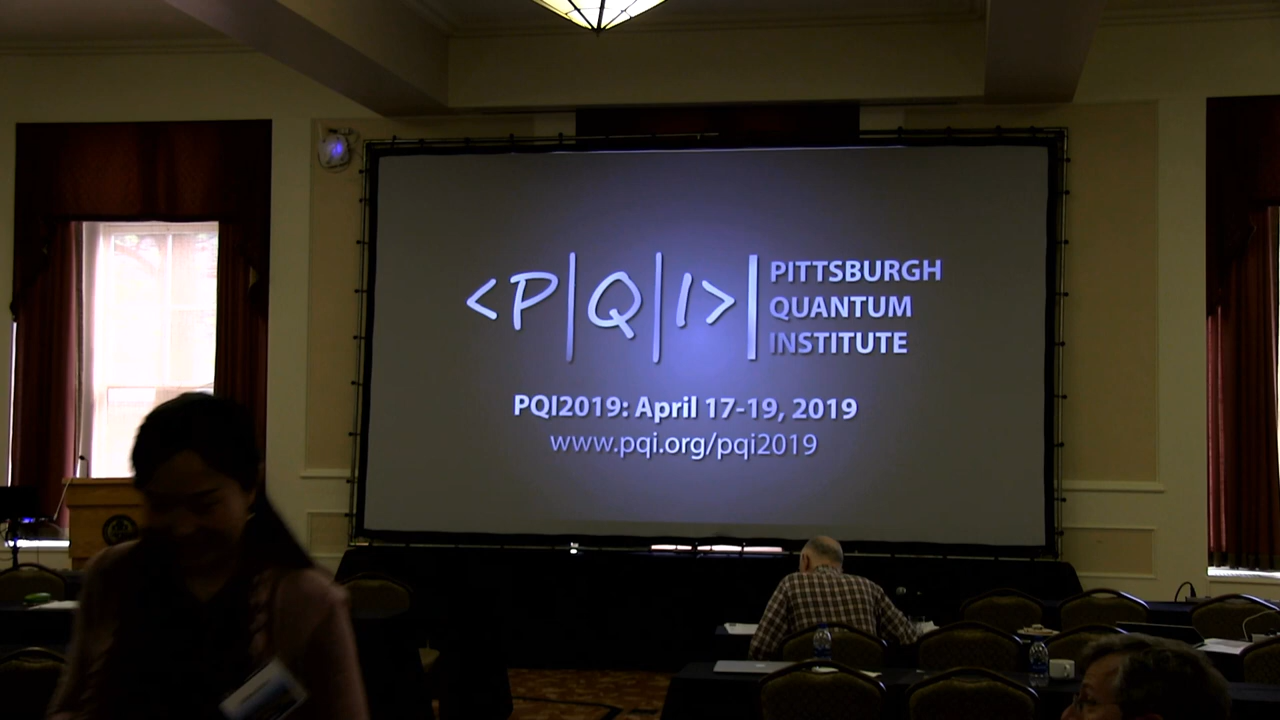 <P|Q|I>
PITTSBURGH
QUANTUM
INSTITUTE
PQI2019: April 17-19, 2019
www.pqi.org/pqi2019